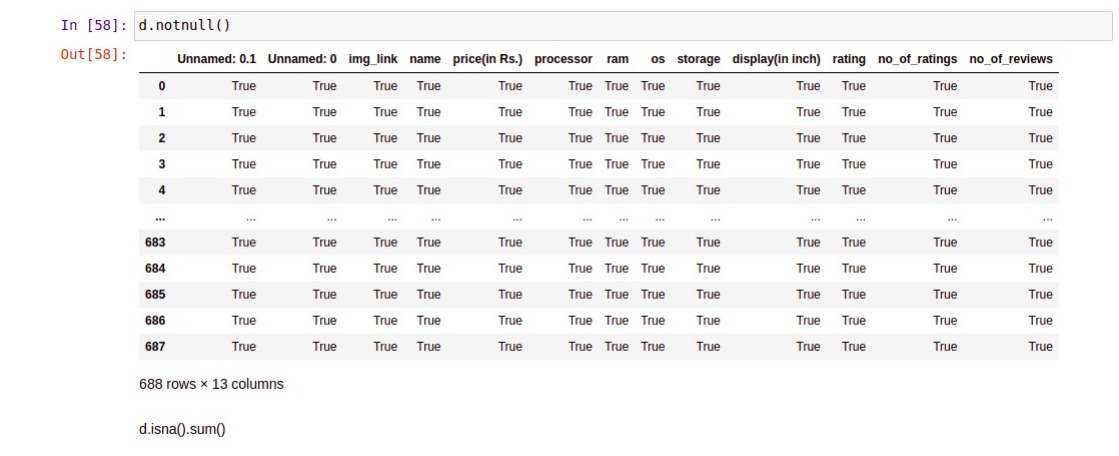 In [58]: d.notnull()
Out[58]:
Unnamed: 0.1 Unnamed: 0 img_link name price(in Rs.) processor ram os storage display(in inch) rating no_of_ratings no_of_reviews
0 True True True True True True True True True True True True True
1 True True True True True True True True True True True True True
2 True True True True True True True True True True True True True
3 True True True True True True True True True True True True True
4 True True True True True True True True True True True True True
... ... ... ... ... ... ... ... ... ... ... ... ... ...
683 True True True True True True True True True True True True True
684 True True True True True True True True True True True True True
685 True True True True True True True True True True True True True
686 True True True True True True True True True True True True True
687 True True True True True True True True True True True True True
688 rows × 13 columns
d.isna().sum()